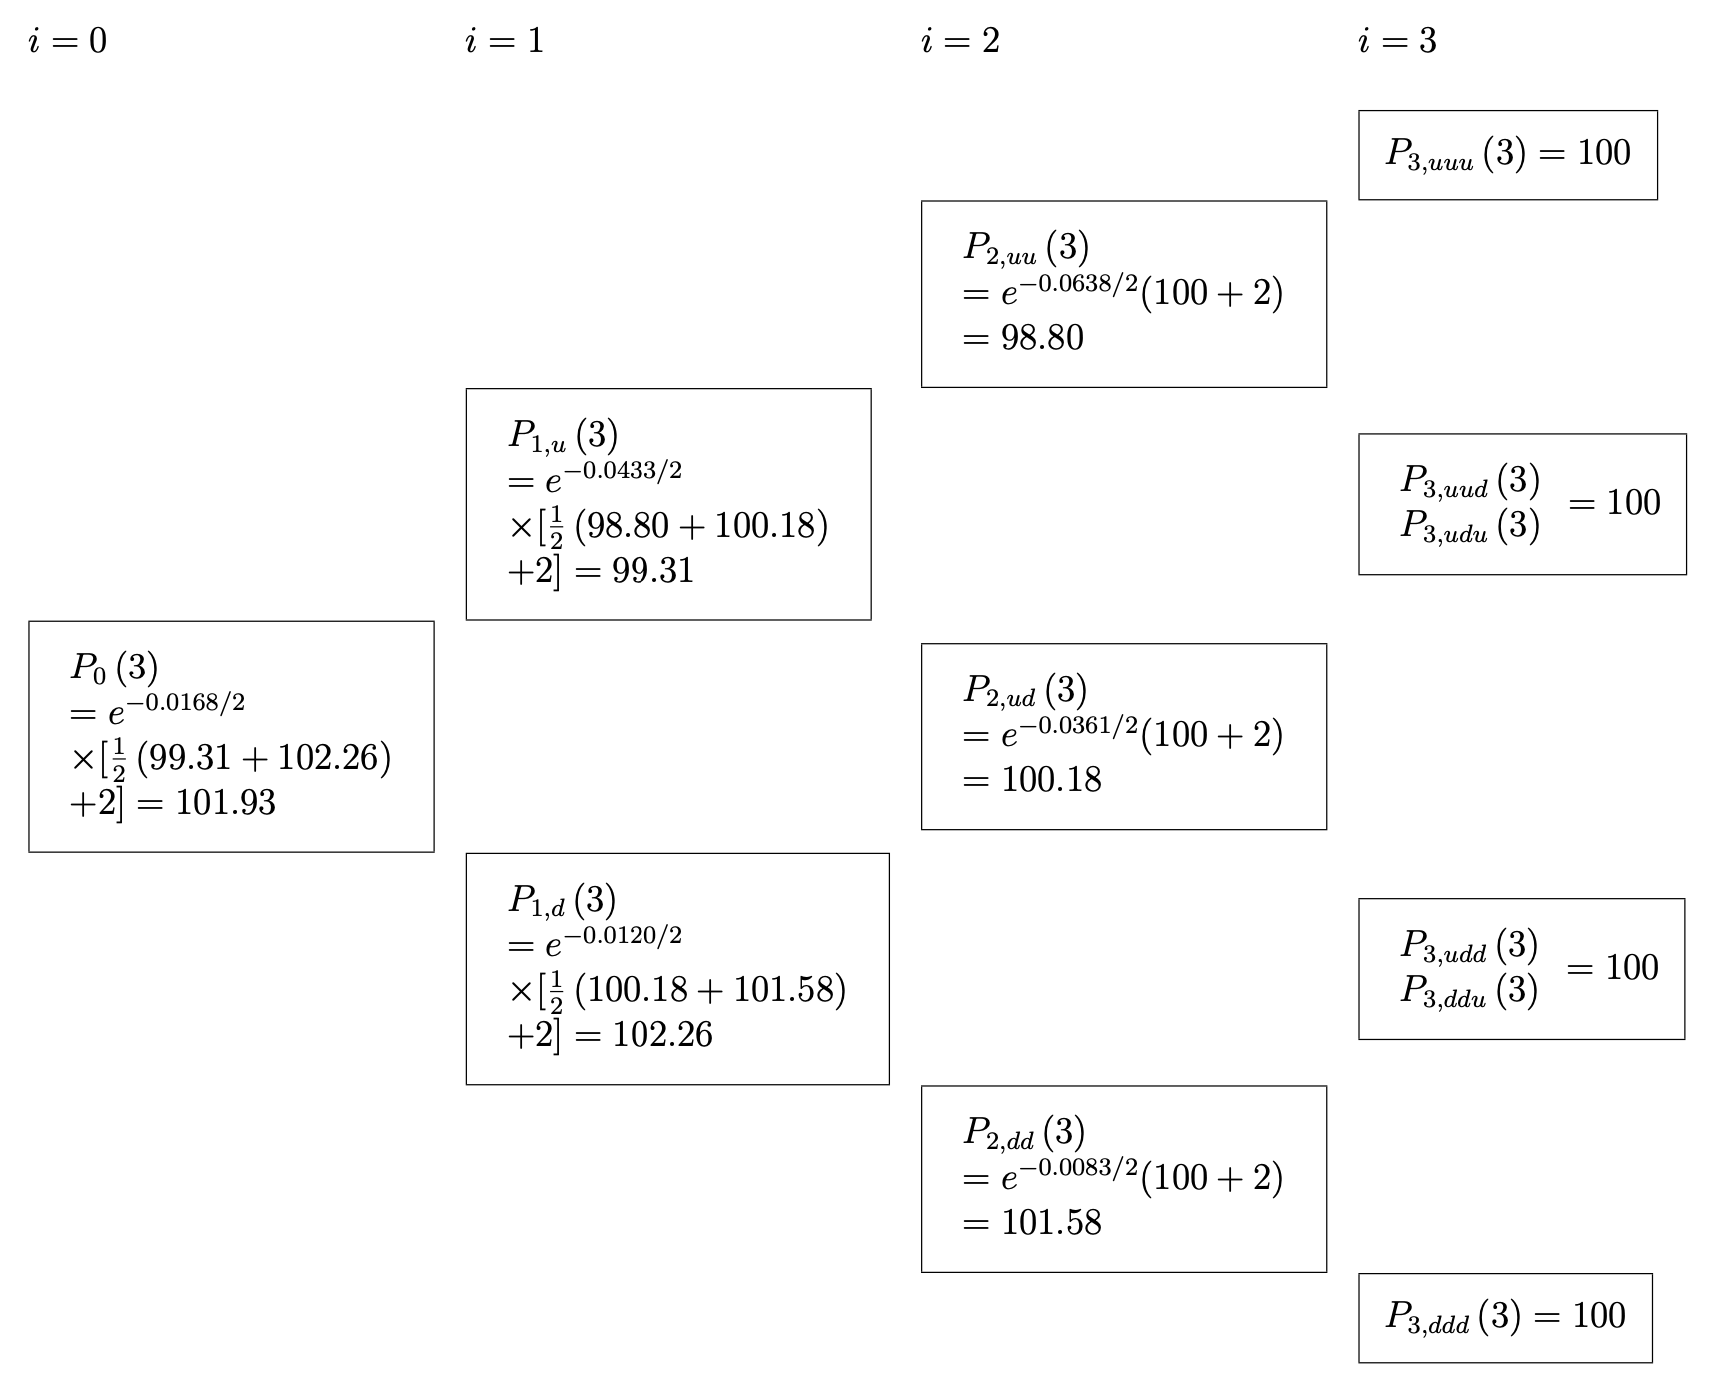 i = 0 i = 1 i = 2 i = 3
P_{3,uuu} (3) = 100
P_{2,uu} (3)
= e^{-0.0638/2}(100 + 2)
= 98.80
P_{1,u} (3)
= e^{-0.0433/2}
×[\frac{1}{2} (98.80 + 100.18)
+2] = 99.31
P_{3,uud} (3)
P_{3,udu} (3)
= 100
P_0 (3)
= e^{-0.0168/2}
×[\frac{1}{2} (99.31 + 102.26)
+2] = 101.93
P_{2,ud} (3)
= e^{-0.0361/2}(100 + 2)
= 100.18
P_{1,d} (3)
= e^{-0.0120/2}
×[\frac{1}{2} (100.18 + 101.58)
+2] = 102.26
P_{3,udd} (3)
P_{3,ddu} (3)
= 100
P_{2,dd} (3)
= e^{-0.0083/2}(100 + 2)
= 101.58
P_{3,ddd} (3) = 100